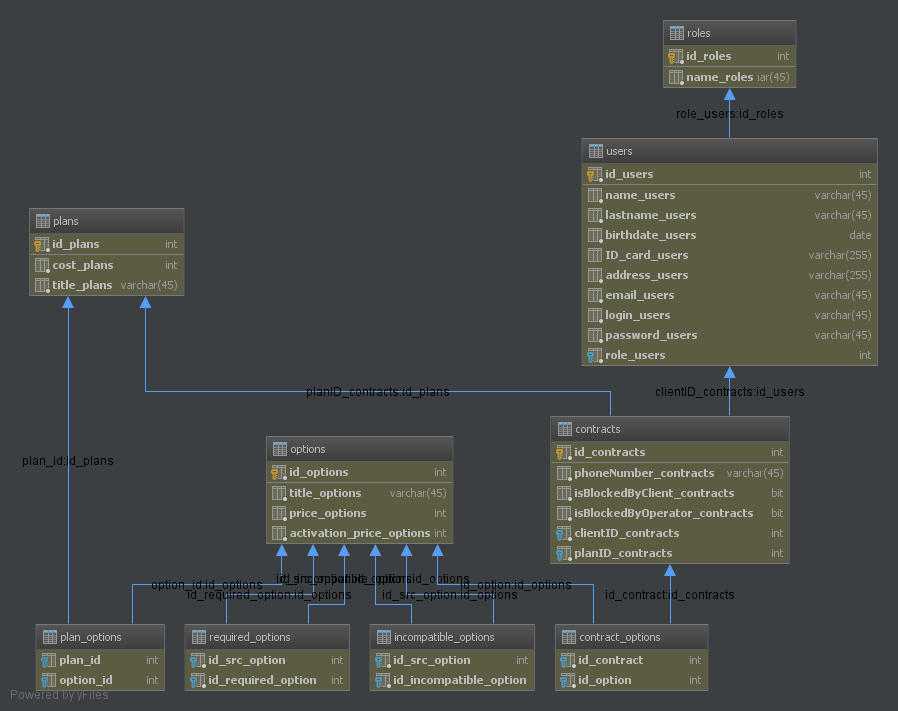 roles
id_roles int
name_roles nar(45)
role_users:id_roles
users
id_users int
name_users varchar(45)
lastname_users varchar(45)
birthdate_users date
ID_card_users varchar(255)
address_users varchar(255)
email_users varchar(45)
login_users varchar(45)
password_users varchar(45)
role_users int
plans
id_plans int
cost_plans int
title_plans varchar(45)
planID_contracts:id_plans
clientID_contracts:id_users
contracts
id_contracts int
phoneNumber_contracts varchar(45)
isBlockedByClient_contracts bit
isBlockedByOperator_contracts bit
clientID_contracts int
planID_contracts int
plan_id:id_plans
options
id_options int
title_options varchar(45)
price_options int
activation_price_options int
option_id:id_options
id_option:id_options
id_required_option:id_options
id_src_option:id_options
id_contract:id_contracts
plan_options
plan_id int
option_id int
required_options
id_src_option int
id_required_option int
incompatible_options
id_src_option int
id_incompatible_option
contract_options
id_contract int
id_option int
Powered by yFiles